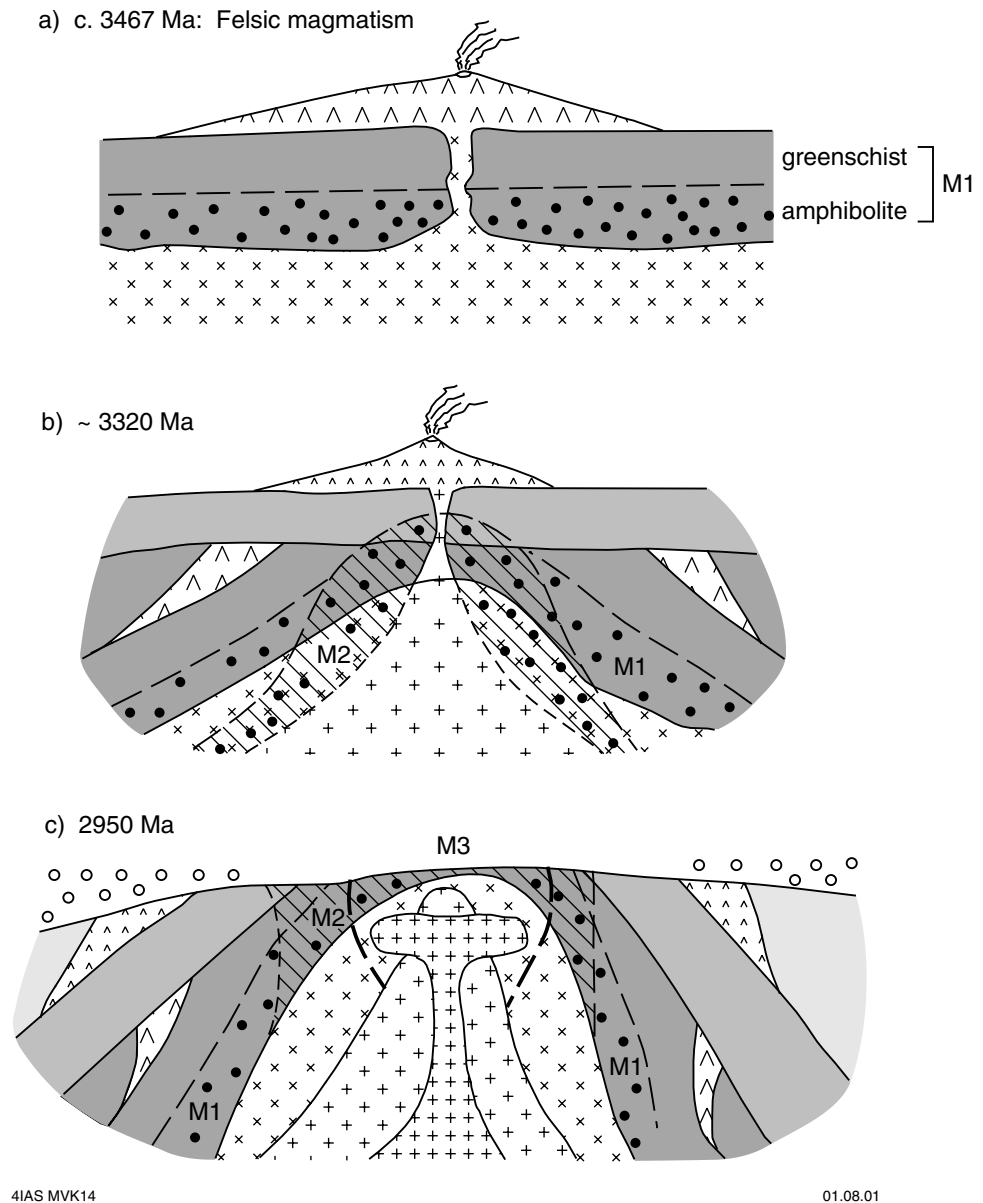 a) c. 3467 Ma: Felsic magmatism
greenschist
M1
amphibolite
b) ~ 3320 Ma
M2
M1
c) 2950 Ma
M3
M2
M1
M1
4IAS MVK14
01.08.01